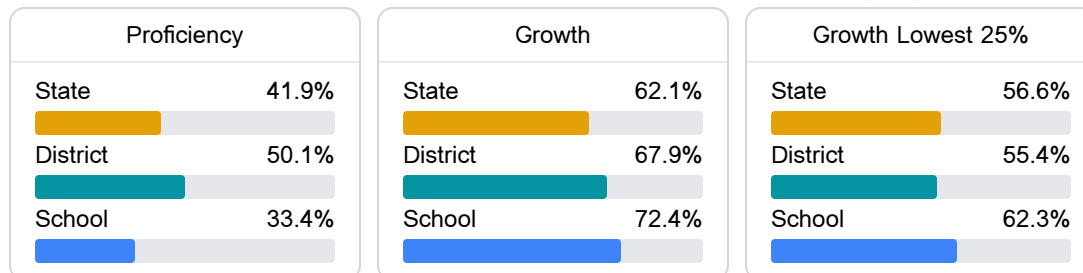 Proficiency
State 41.9%
District 50.1%
School 33.4%
Growth
State 62.1%
District 67.9%
School 72.4%
Growth Lowest 25%
State 56.6%
District 55.4%
School 62.3%